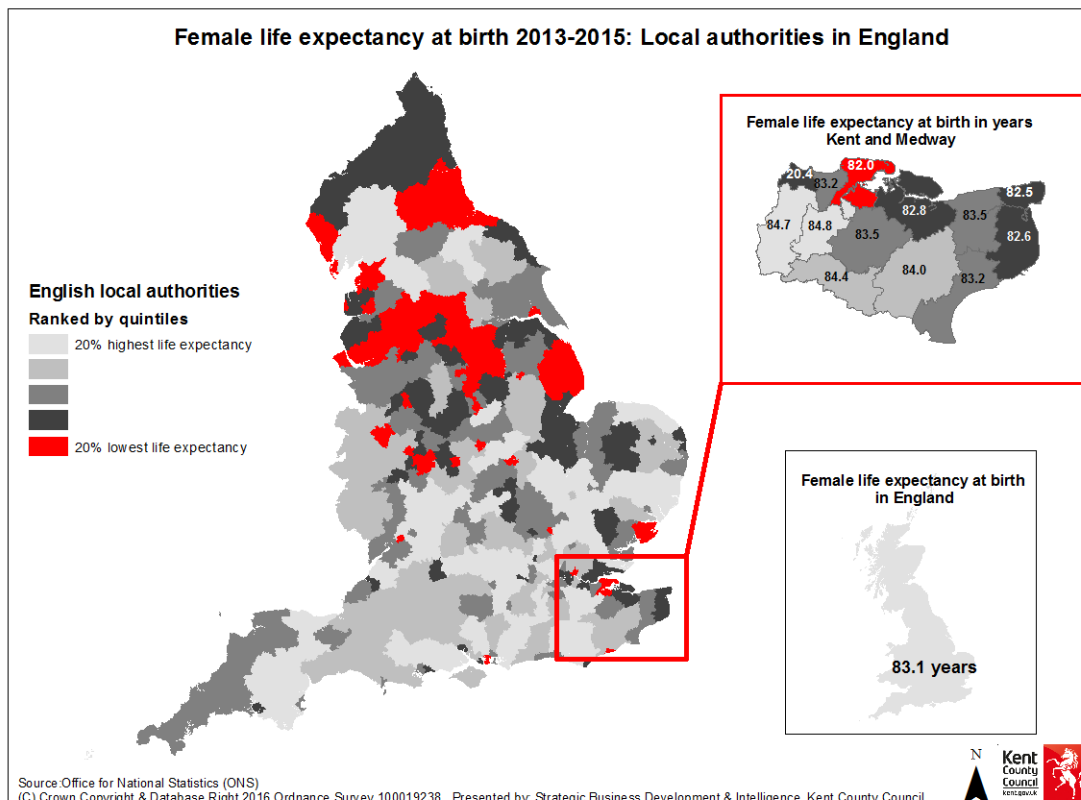 Female life expectancy at birth 2013-2015: Local authorities in England
Female life expectancy at birth in years
Kent and Medway
82.0
20.4
83.2
82.5
82.8
83.5
84.7
84.8
82.6
83.5
84.0
83.2
84.4
English local authorities
Ranked by quintiles
20% highest life expectancy
20% lowest life expectancy
Female life expectancy at birth
in England
83.1 years
N
Kent
County
Council
kent.gov.uk
Source:Office for National Statistics (ONS)
(C) Crown Copyright & Database Right 2016 Ordnance Survey 100019238 Presented by: Strategic Business Development & Intelligence, Kent County Council